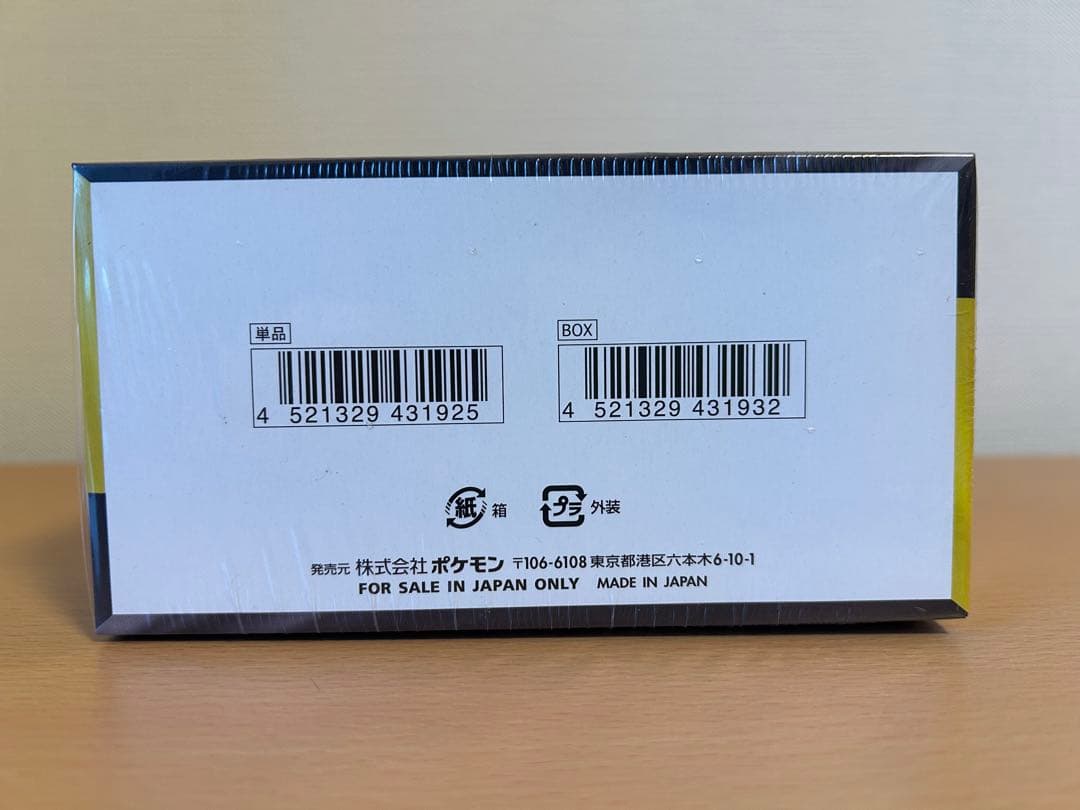 単品
4 521329 431925
BOX
4 521329 431932
紙 箱
プラ 外装
発売元 株式会社 ポケモン 〒106-6108 東京都港区六本木6-10-1
FOR SALE IN JAPAN ONLY MADE IN JAPAN